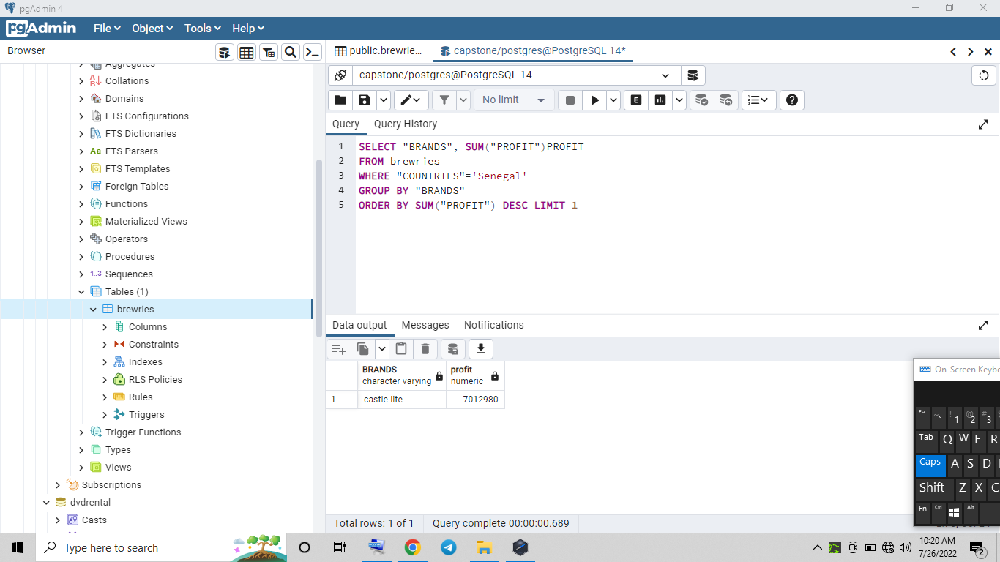 pgAdmin 4
pgAdmin File Object Tools Help
Browser
public.brewrie... capstone/postgres@PostgreSQL 14*
Aggregates
Collations
Domains
FTS Configurations
FTS Dictionaries
Aa FTS Parsers
FTS Templates
Foreign Tables
Functions
Materialized Views
Operators
Procedures
1..3 Sequences
Tables (1)
brewries
Columns
Constraints
Indexes
RLS Policies
Rules
Triggers
Trigger Functions
Types
Views
Subscriptions
dvdrental
Casts
capstone/postgres@PostgreSQL 14
No limit E
Query Query History
1 SELECT "BRANDS", SUM("PROFIT")PROFIT
2 FROM brewries
3 WHERE "COUNTRIES"='Senegal'
4 GROUP BY "BRANDS"
5 ORDER BY SUM("PROFIT") DESC LIMIT 1
Data output Messages Notifications
BRANDS profit
character varying numeric
1 castle lite 7012980
Total rows: 1 of 1 Query complete 00:00:00.689
On-Screen Keybo
Esc ~ ` ! 1 @ 2 # 3
Tab Q W E R
Caps A S D
Shift Z X C
Fn Ctrl Alt
Type here to search
10:20 AM
7/26/2022
2